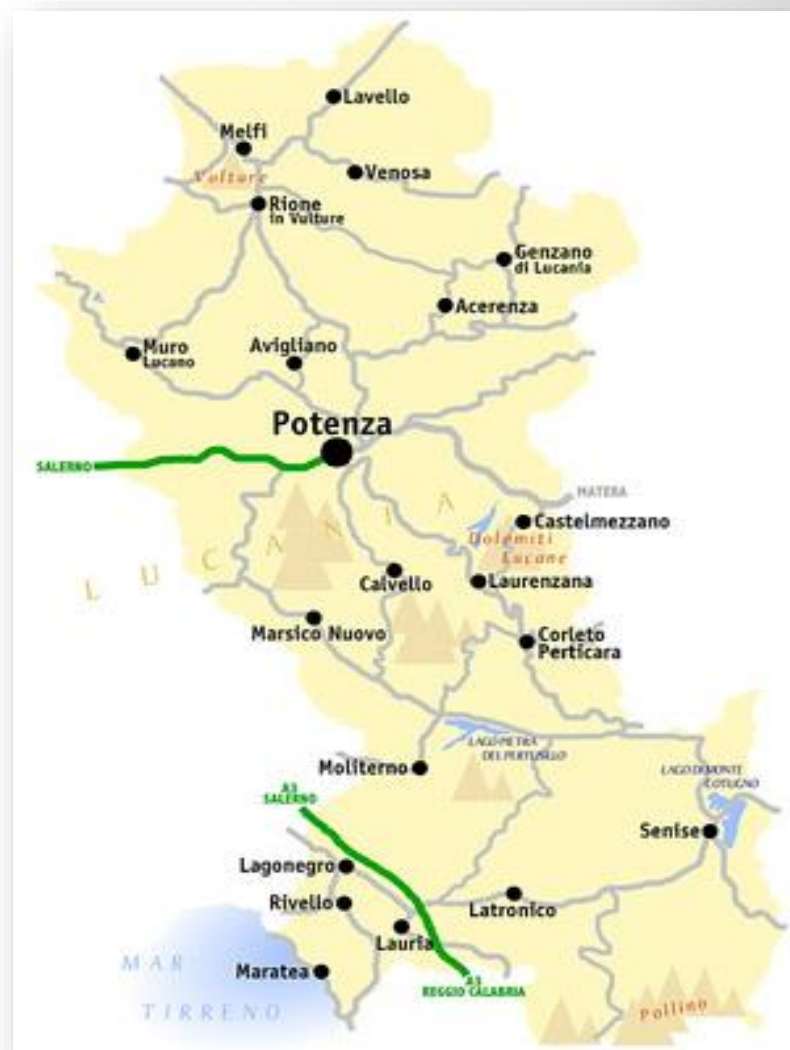 Lavello
Melfi
Venosa
Volture
Rione
in Vulture
Genzano
di Lucania
Acerenza
Muro
Lucano
Avigliano
Potenza
SALERNO
MATERA
LUCANIA
Castelmezzano
Dolomiti
Lucane
Calvello
Laurenzana
Marsico Nuovo
Corleto
Perticara
LAGO PIETRA
DEL PERTUSILLO
Moliterno
LAGO DI MONTE
COTUGNO
A3
SALERNO
Senise
Lagonegro
Rivello
Latronico
Lauria
MAR
TIRRENO
Maratea
A3
REGGIO CALABRIA
Pollino